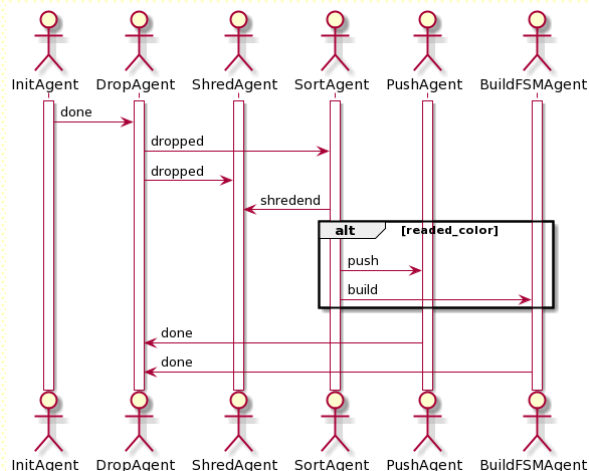 InitAgent DropAgent ShredAgent SortAgent PushAgent BuildFSMAgent
done
dropped
dropped
shredend
alt [readed_color]
push
build
done
done
InitAgent DropAgent ShredAgent SortAgent PushAgent BuildFSMAgent